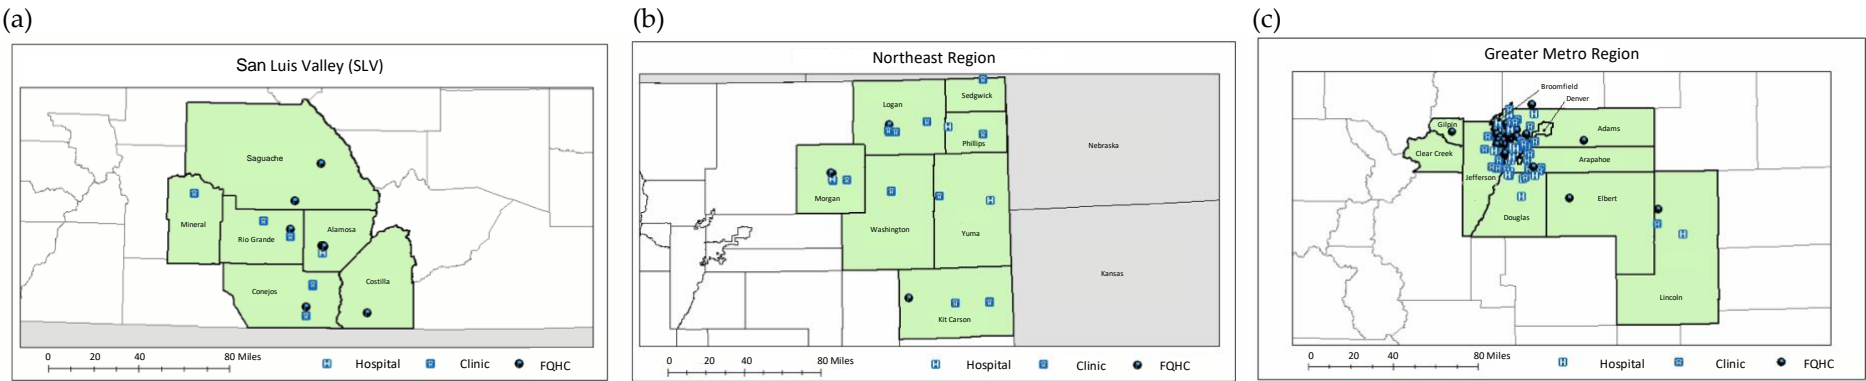 (a)
San Luis Valley (SLV)
Saguache
Mineral
Rio Grande
Alamosa
Conejos
Costilla
0 20 40 80 Miles
Hospital Clinic FQHC
(b)
Northeast Region
Logan
Sedgwick
Phillips
Morgan
Washington
Yuma
Kit Carson
Nebraska
Kansas
0 20 40 80 Miles
Hospital Clinic FQHC
(c)
Greater Metro Region
Broomfield
Denver
Gilpin
Adams
Clear Creek
Arapahoe
Jefferson
Elbert
Douglas
Lincoln
0 20 40 80 Miles
Hospital Clinic FQHC